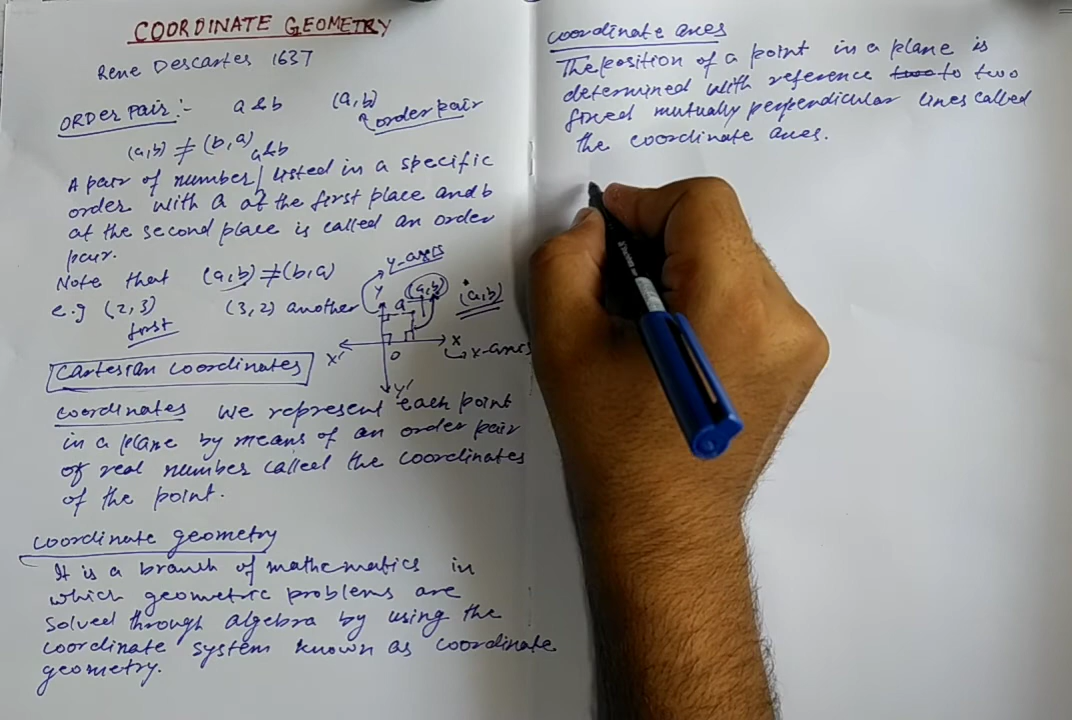 COORDINATE GEOMETRY
Rene Descartes 1637
ORDer Pair :- a & b (a,b)
order pair
(a,b) ≠ (b,a)
a&b
A pair of number / listed in a specific
order with a at the first place and b
at the second place is called an order
pair.
Note that (a,b) ≠ (b,a)
e.g (2,3) (3,2) another
first
Y-axis
Y
a (a,b) (a,b)
X' O X
X-axis
Y'
Cartesian coordinates
coordinates We represent each point
in a plane by means of an order pair
of real number called the coordinates
of the point.
coordinate geometry
It is a branch of mathematics in
which geometric problems are
solved through algebra by using the
coordinate system known as coordinate
geometry.
coordinate axes
The position of a point in a plane is
determined with reference two to two
fixed mutually perpendicular lines called
the coordinate axes.